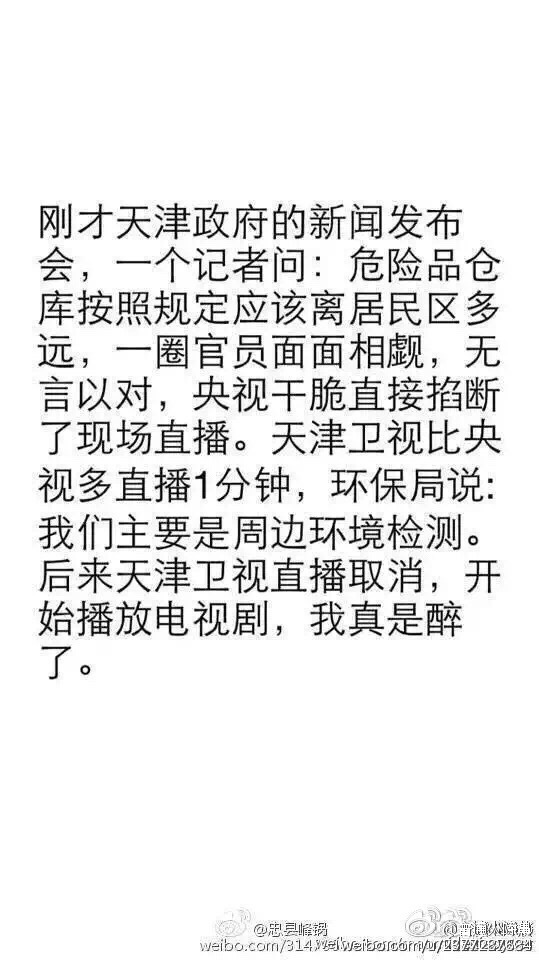 刚才天津政府的新闻发布
会，一个记者问：危险品仓
库按照规定应该离居民区多
远，一圈官员面面相觑，无
言以对，央视干脆直接掐断
了现场直播。天津卫视比央
视多直播1分钟，环保局说:
我们主要是周边环境检测。
后来天津卫视直播取消，开
始播放电视剧，我真是醉
了。
@忠县峰锅
weibo.com/314